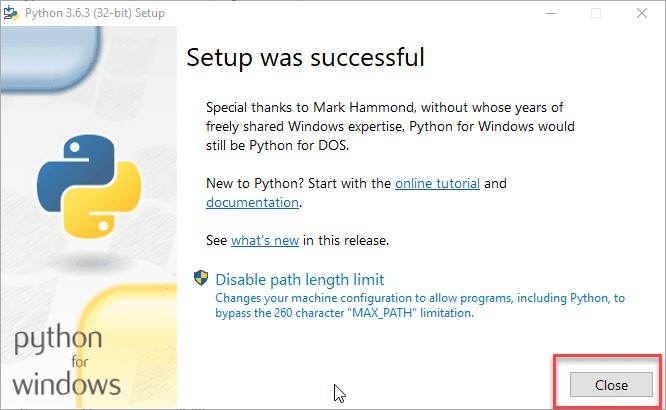 Python 3.6.3 (32-bit) Setup
Setup was successful
Special thanks to Mark Hammond, without whose years of
freely shared Windows expertise, Python for Windows would
still be Python for DOS.
New to Python? Start with the online tutorial and
documentation.
See what's new in this release.
Disable path length limit
Changes your machine configuration to allow programs, including Python, to
bypass the 260 character "MAX_PATH" limitation.
python
for
windows
Close